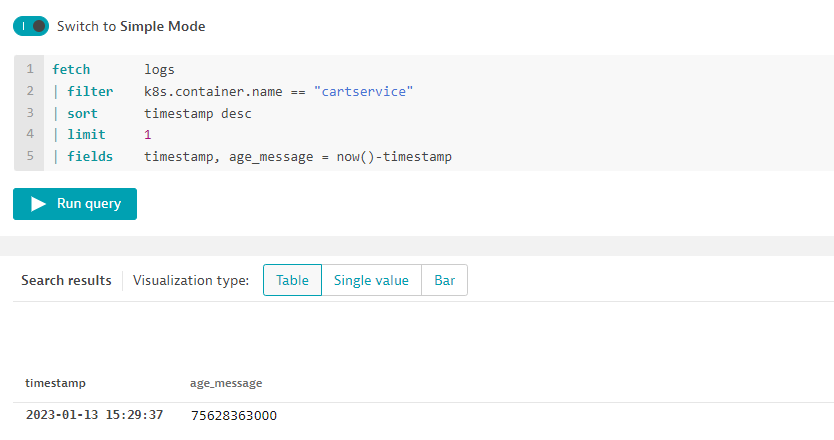 Switch to Simple Mode
1 fetch logs
2 | filter k8s.container.name == "cartservice"
3 | sort timestamp desc
4 | limit 1
5 | fields timestamp, age_message = now()-timestamp
Run query
Search results Visualization type: Table Single value Bar
timestamp age_message
2023-01-13 15:29:37 75628363000